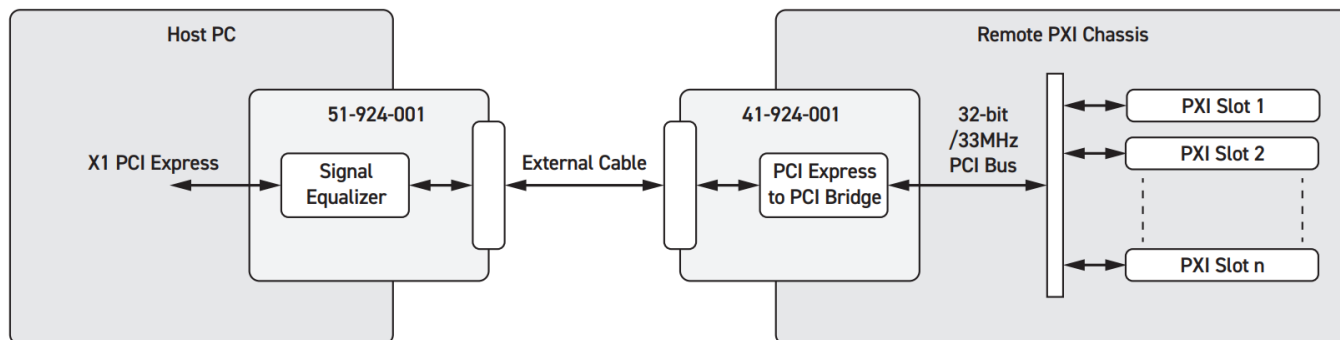 Host PC
Remote PXI Chassis
51-924-001
41-924-001
32-bit
/33MHz
PCI Bus
X1 PCI Express
Signal
Equalizer
External Cable
PCI Express
to PCI Bridge
PXI Slot 1
PXI Slot 2
PXI Slot n